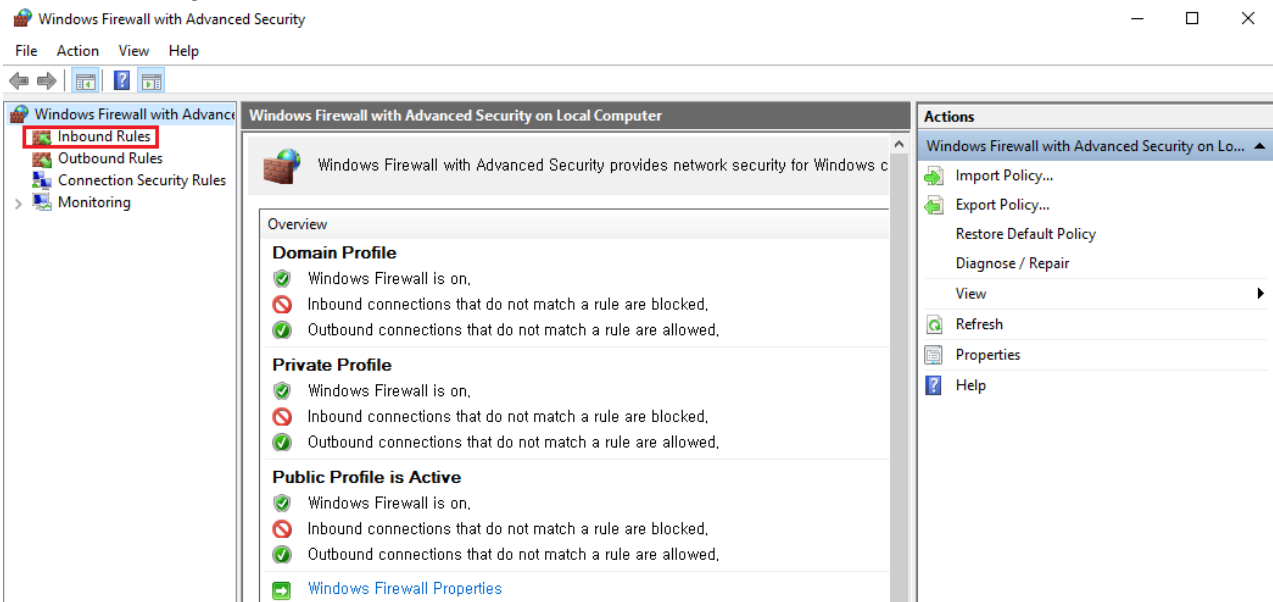 Windows Firewall with Advanced Security
File Action View Help
Windows Firewall with Advance
Inbound Rules
Outbound Rules
Connection Security Rules
Monitoring
Windows Firewall with Advanced Security on Local Computer
Windows Firewall with Advanced Security provides network security for Windows c
Overview
Domain Profile
Windows Firewall is on.
Inbound connections that do not match a rule are blocked.
Outbound connections that do not match a rule are allowed.
Private Profile
Windows Firewall is on.
Inbound connections that do not match a rule are blocked.
Outbound connections that do not match a rule are allowed.
Public Profile is Active
Windows Firewall is on.
Inbound connections that do not match a rule are blocked.
Outbound connections that do not match a rule are allowed.
Windows Firewall Properties
Actions
Windows Firewall with Advanced Security on Lo...
Import Policy...
Export Policy...
Restore Default Policy
Diagnose / Repair
View
Refresh
Properties
Help